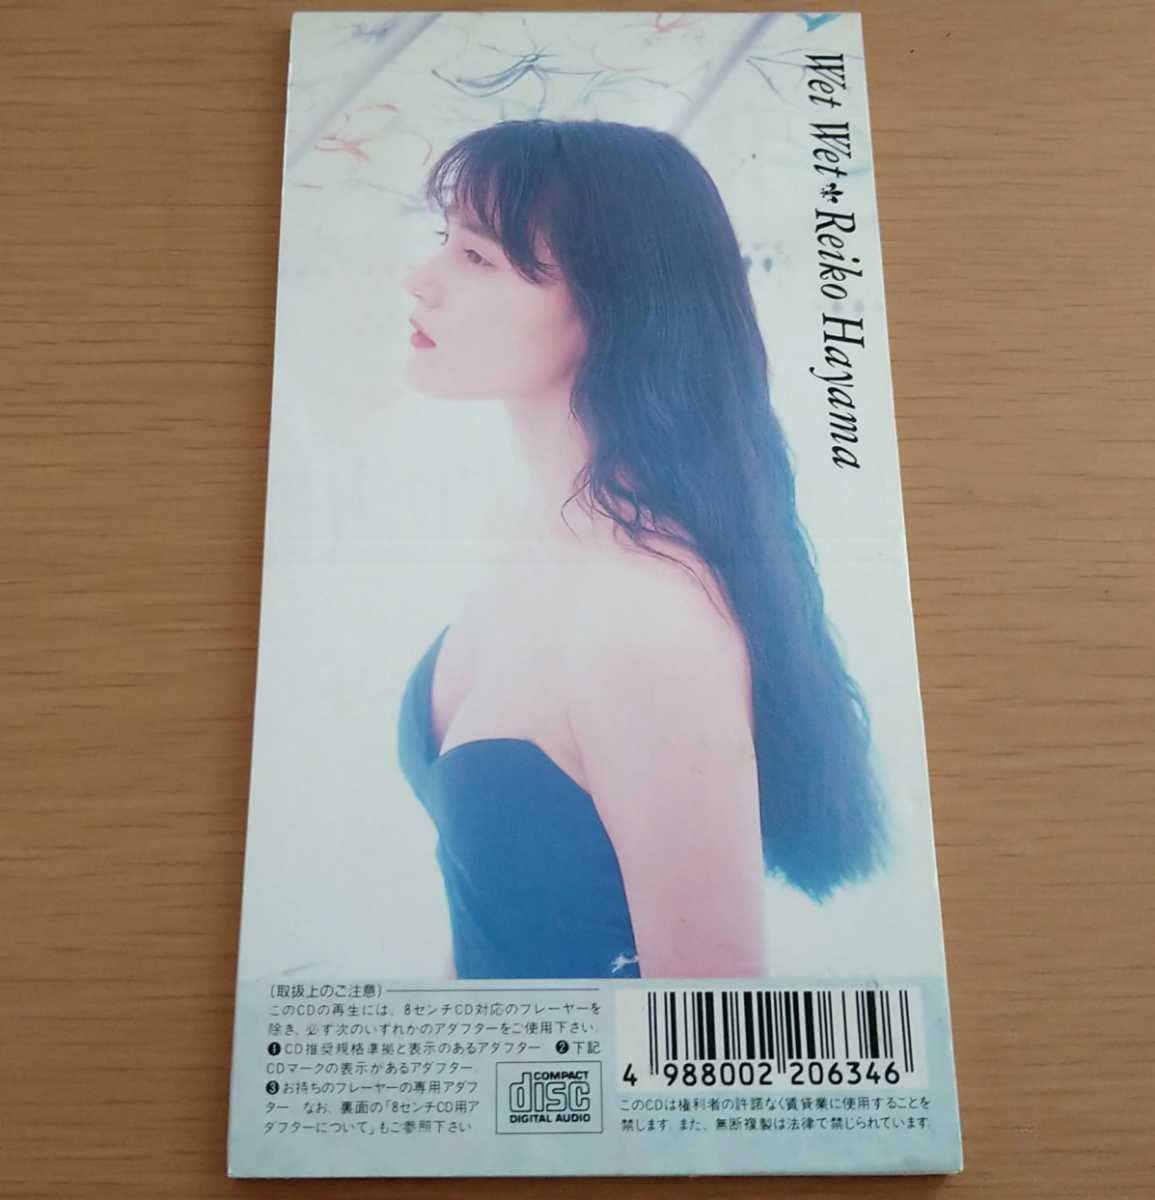 Wet Wet Reiko Hayama
(取扱上のご注意)
このCDの再生には、8センチCD対応のプレーヤーを
除き、必ず次のいずれかのアダプターをご使用下さい.
❶CD推奨規格準拠と表示のあるアダプター ❷下記
CDマークの表示があるアダプター
❸お持ちのプレーヤーの専用アダプ
ター なお、裏面の「8センチCD用ア
ダプターについて」もご参照下さい
COMPACT
disc
DIGITAL AUDIO
4 988002 206346
このCDは権利者の許諾なく賃貸業に使用することを
禁します. また、無断複製は法律で禁じられています.